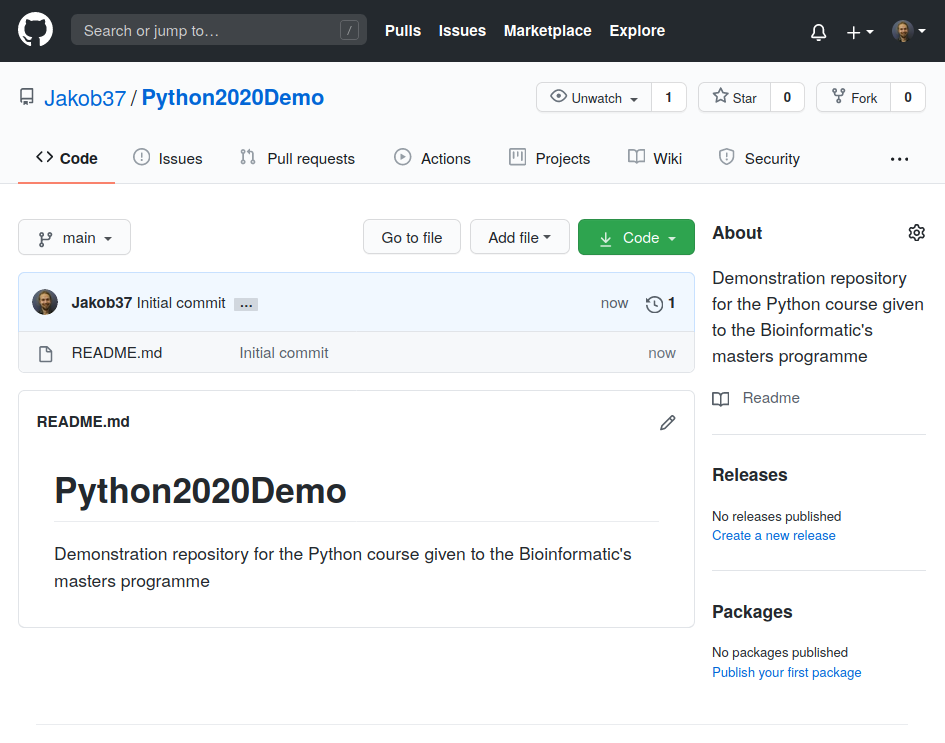 Search or jump to… / Pulls Issues Marketplace Explore
Jakob37 / Python2020Demo Unwatch 1 Star 0 Fork 0
Code Issues Pull requests Actions Projects Wiki Security ...
main Go to file Add file Code
Jakob37 Initial commit ... now 1
README.md Initial commit now
README.md
Python2020Demo
Demonstration repository for the Python course given to the Bioinformatic's
masters programme
About
Demonstration repository
for the Python course given
to the Bioinformatic's
masters programme
Readme
Releases
No releases published
Create a new release
Packages
No packages published
Publish your first package